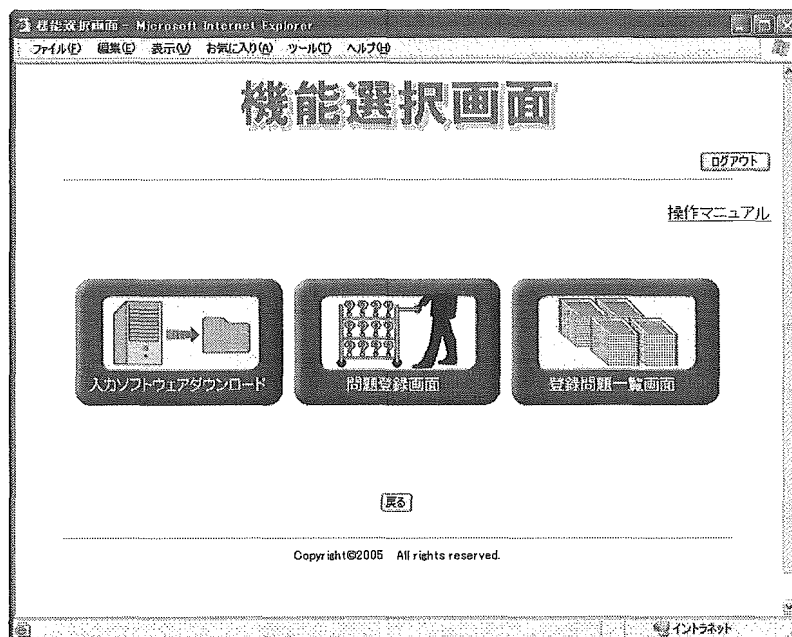 機能選択画面 - Microsoft Internet Explorer
ファイル(F) 編集(E) 表示(V) お気に入り(A) ツール(T) ヘルプ(H)
機能選択画面
ログアウト
操作マニュアル
入力ソフトウェアダウンロード 問題登録画面 登録問題一覧画面
戻る
Copyright©2005 All rights reserved.
イントラネット